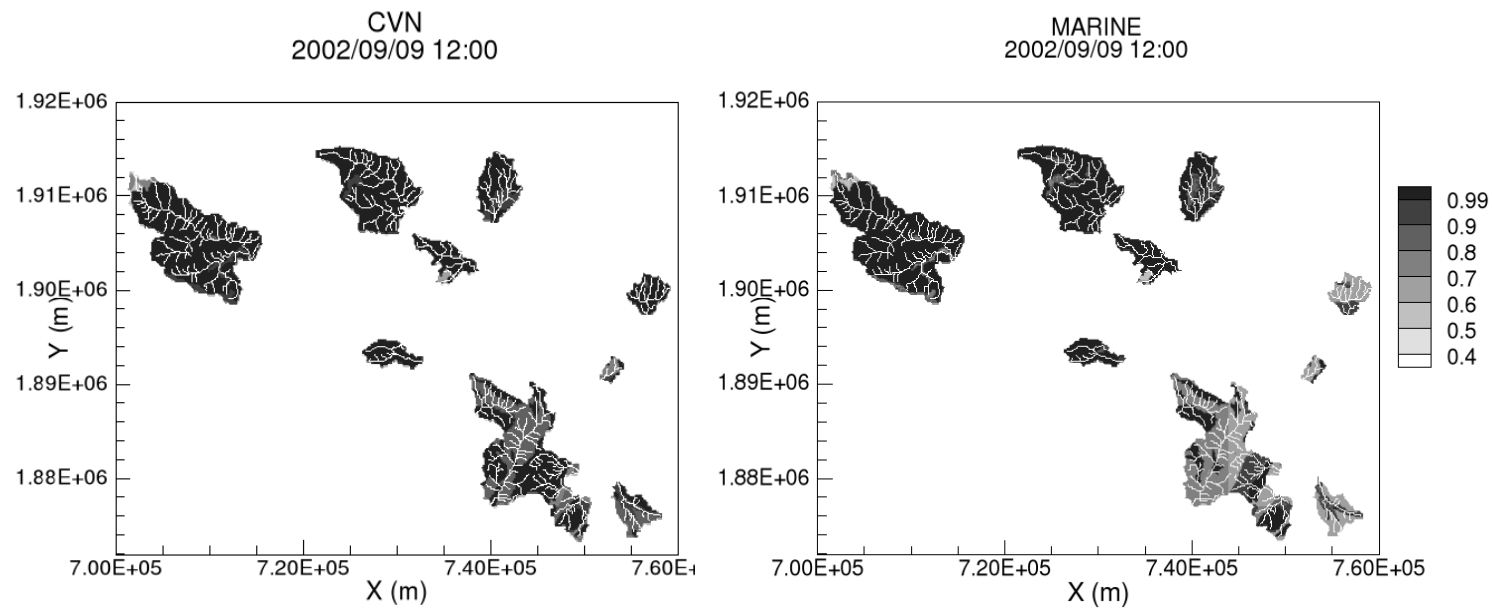 CVN
2002/09/09 12:00
1.92E+06
1.91E+06
1.90E+06
1.89E+06
1.88E+06
Y (m)
7.00E+05 7.20E+05 7.40E+05 7.60E+
X (m)
MARINE
2002/09/09 12:00
1.92E+06
1.91E+06
1.90E+06
1.89E+06
1.88E+06
Y (m)
7.00E+05 7.20E+05 7.40E+05 7.60E+05
X (m)
0.99
0.9
0.8
0.7
0.6
0.5
0.4